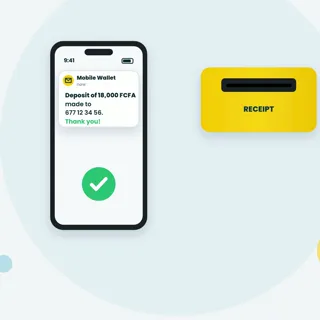 9:41
Mobile Wallet
now
Deposit of 18,000 FCFA
made to
677 12 34 56.
Thank you!
RECEIPT